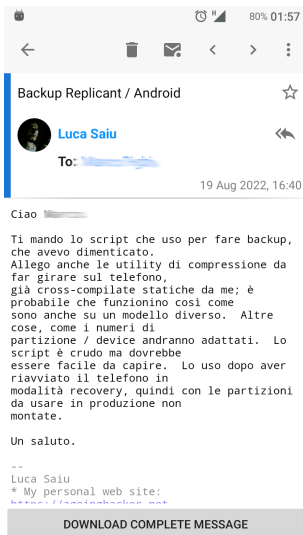 H 80% 01:57
Backup Replicant / Android
Luca Saiu
To:
19 Aug 2022, 16:40
Ciao
Ti mando lo script che uso per fare backup,
che avevo dimenticato.
Allego anche le utility di compressione da
far girare sul telefono,
già cross-compilate statiche da me; è
probabile che funzionino così come
sono anche su un modello diverso.  Altre
cose, come i numeri di
partizione / device andranno adattati.  Lo
script è crudo ma dovrebbe
essere facile da capire.  Lo uso dopo aver
riavviato il telefono in
modalità recovery, quindi con le partizioni
da usare in produzione non
montate.
Un saluto.
--
Luca Saiu
* My personal web site:
https://ageinghacker.net
DOWNLOAD COMPLETE MESSAGE